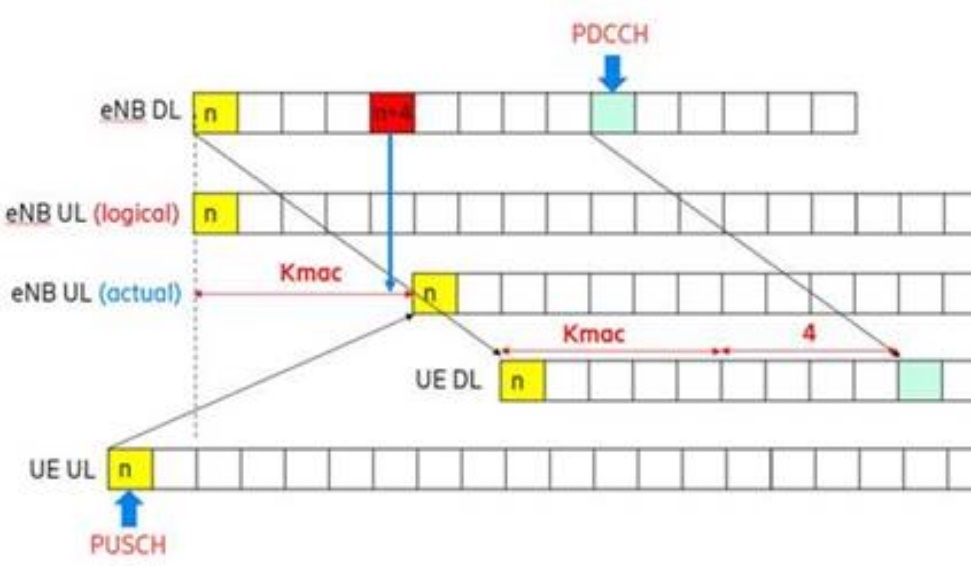 PDCCH
eNB DL n n+4
eNB UL (logical) n
Kmac
eNB UL (actual) n
Kmac 4
UE DL n
UE UL n
PUSCH